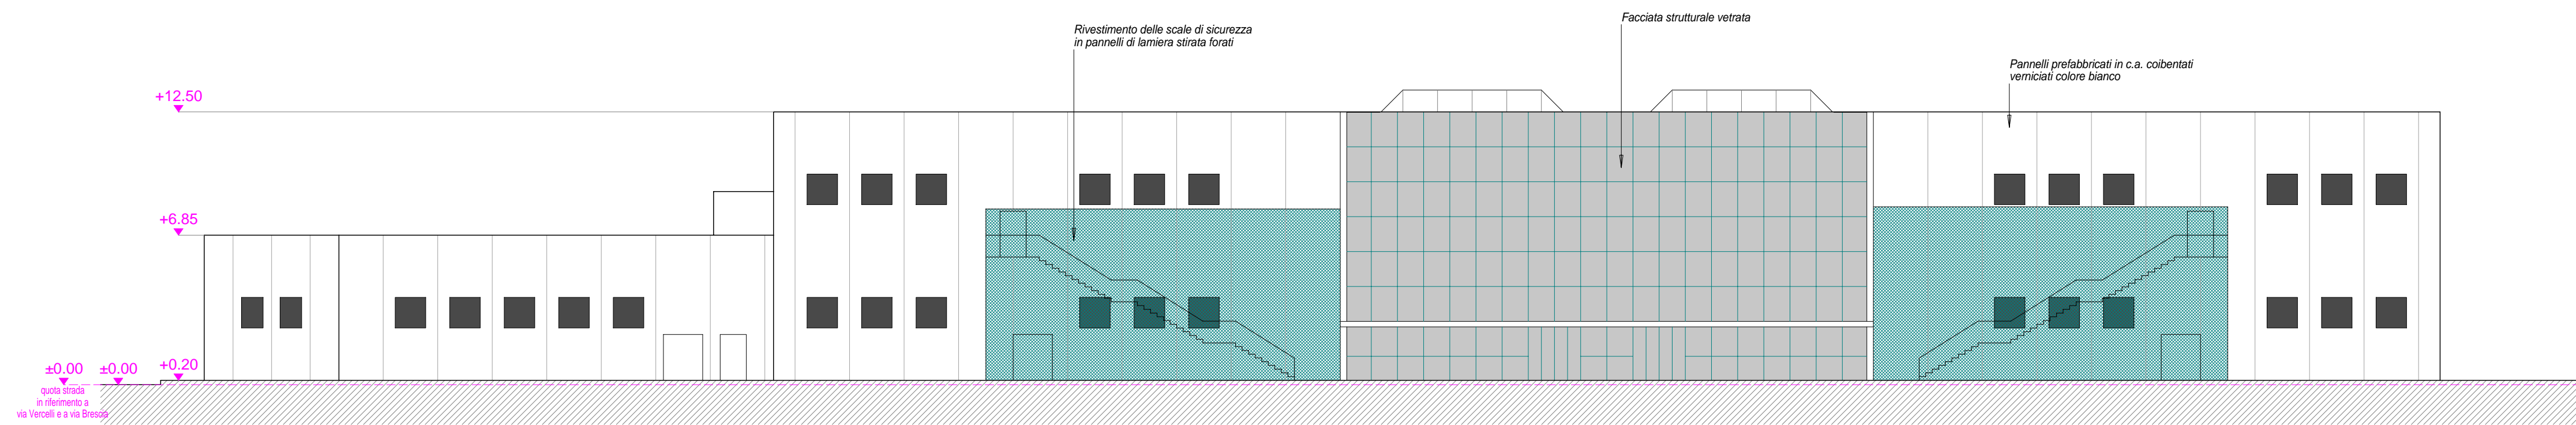 Facciata strutturale vetrata
Rivestimento delle scale di sicurezza
in pannelli di lamiera stirata forati
Pannelli prefabbricati in c.a. coibentati
verniciati colore bianco
+12.50
+6.85
±0.00
±0.00
+0.20
quota strada
in riferimento a
via Vercelli e a via Brescia